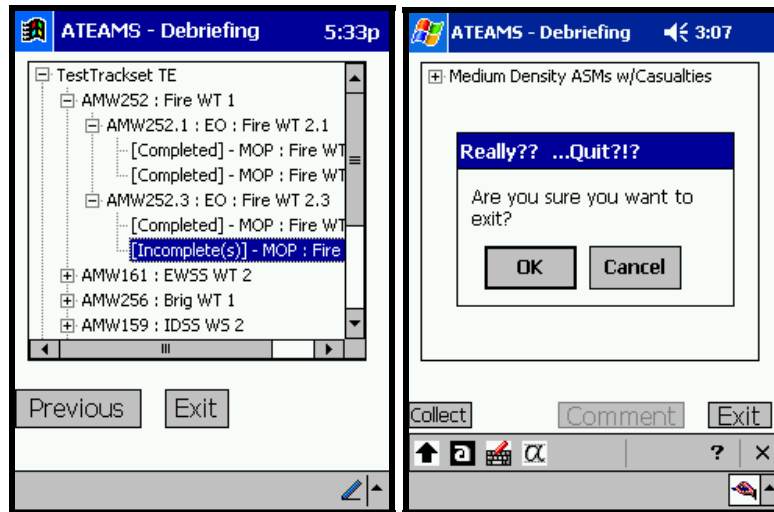 ATEAMS - Debriefing 5:33p
TestTrackset TE
AMW252 : Fire WT 1
AMW252.1 : EO : Fire WT 2.1
[Completed] - MOP : Fire WT
[Completed] - MOP : Fire WT
AMW252.3 : EO : Fire WT 2.3
[Completed] - MOP : Fire WT
[Incomplete(s)] - MOP : Fire
AMW161 : EWSS WT 2
AMW256 : Brig WT 1
AMW159 : IDSS WS 2
Previous Exit
ATEAMS - Debriefing 3:07
Medium Density ASMs w/Casualties
Really?? ...Quit?!?
Are you sure you want to
exit?
OK Cancel
Collect Comment Exit
a α ? ×